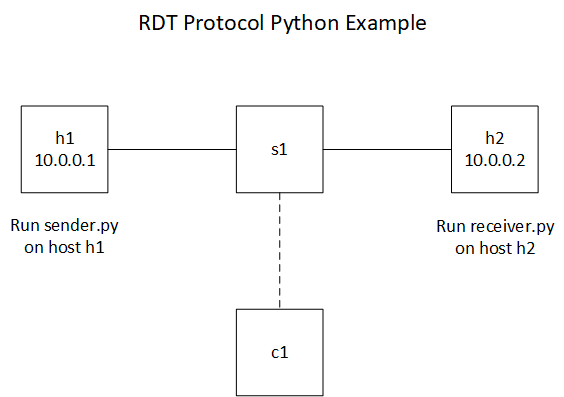 RDT Protocol Python Example
h1
10.0.0.1
s1
h2
10.0.0.2
Run sender.py
on host h1
Run receiver.py
on host h2
c1